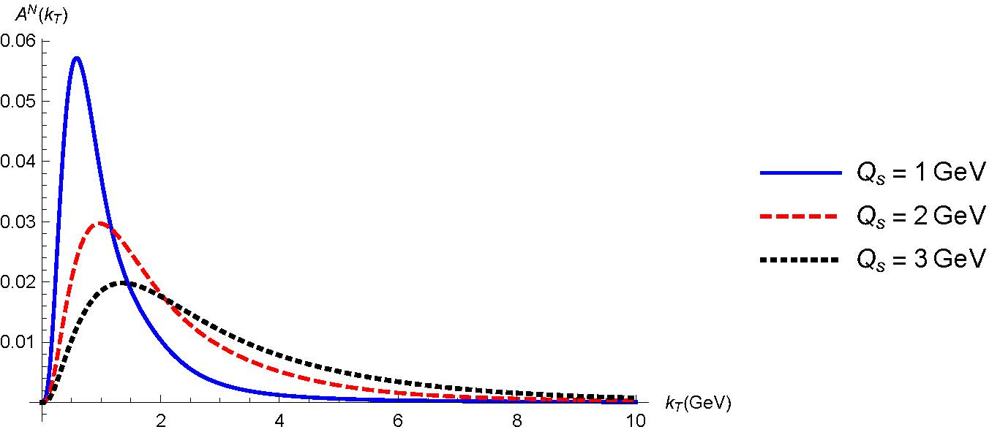 Aᴺ(k_T)
0.06
0.05
0.04
0.03
0.02
0.01
2 4 6 8 10
k_T(GeV)
Q_s = 1 GeV
Q_s = 2 GeV
Q_s = 3 GeV